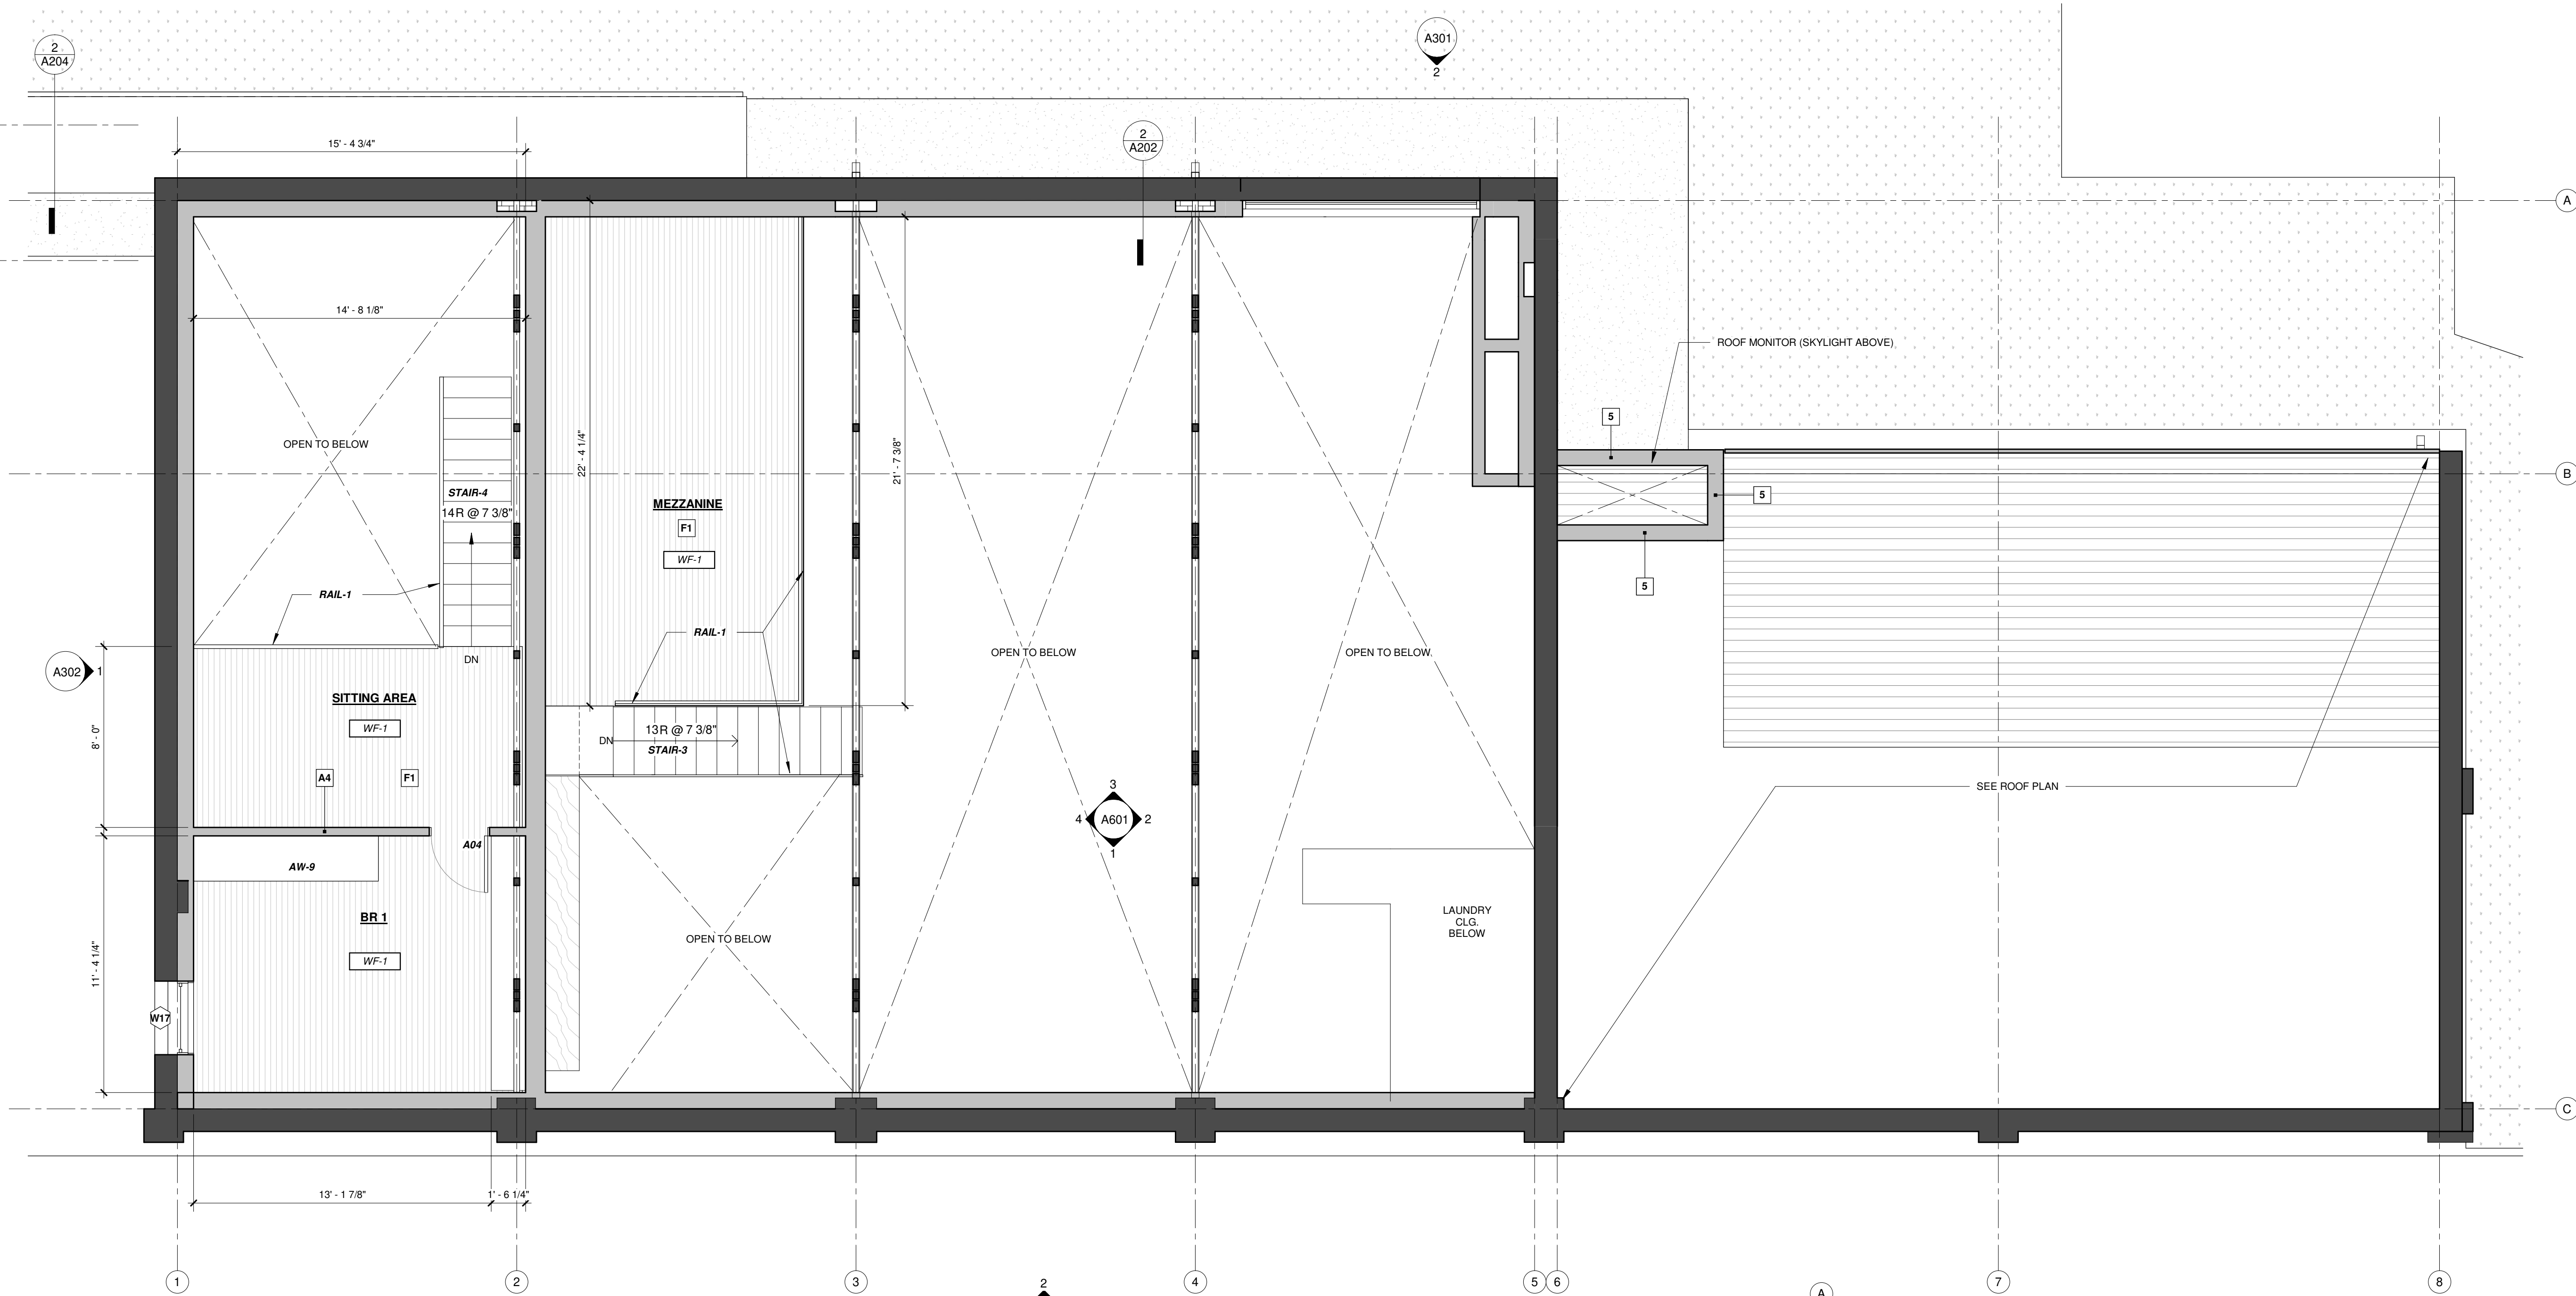 2
A204
A301
2
2
A202
15' - 4 3/4"
A
14' - 8 1/8"
ROOF MONITOR (SKYLIGHT ABOVE)
5
OPEN TO BELOW
22' - 4 1/4"
21' - 7 3/8"
B
STAIR-4
14R @ 7 3/8"
MEZZANINE
F1
WF-1
5
5
RAIL-1
RAIL-1
DN
A302
1
OPEN TO BELOW
OPEN TO BELOW
SITTING AREA
WF-1
8' - 0"
13R @ 7 3/8"
DN
STAIR-3
A4
F1
SEE ROOF PLAN
3
4
A601
2
1
A04
AW-9
BR 1
WF-1
11' - 4 1/4"
OPEN TO BELOW
LAUNDRY
CLG.
BELOW
W17
C
13' - 1 7/8"
1' - 6 1/4"
1
2
3
4
5
6
7
8
2
A